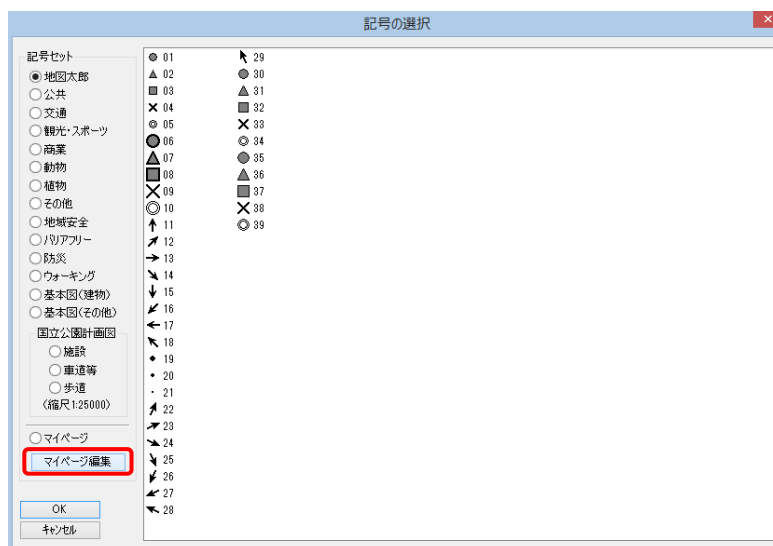 記号の選択
記号セット
地図太郎
公共
交通
観光・スポーツ
商業
動物
植物
その他
地域安全
バリアフリー
防災
ウォーキング
基本図(建物)
基本図(その他)
国立公園計画図
施設
車道等
歩道
(縮尺1:25000)
マイページ
マイページ編集
OK
キャンセル
01
02
03
04
05
06
07
08
09
10
11
12
13
14
15
16
17
18
19
20
21
22
23
24
25
26
27
28
29
30
31
32
33
34
35
36
37
38
39